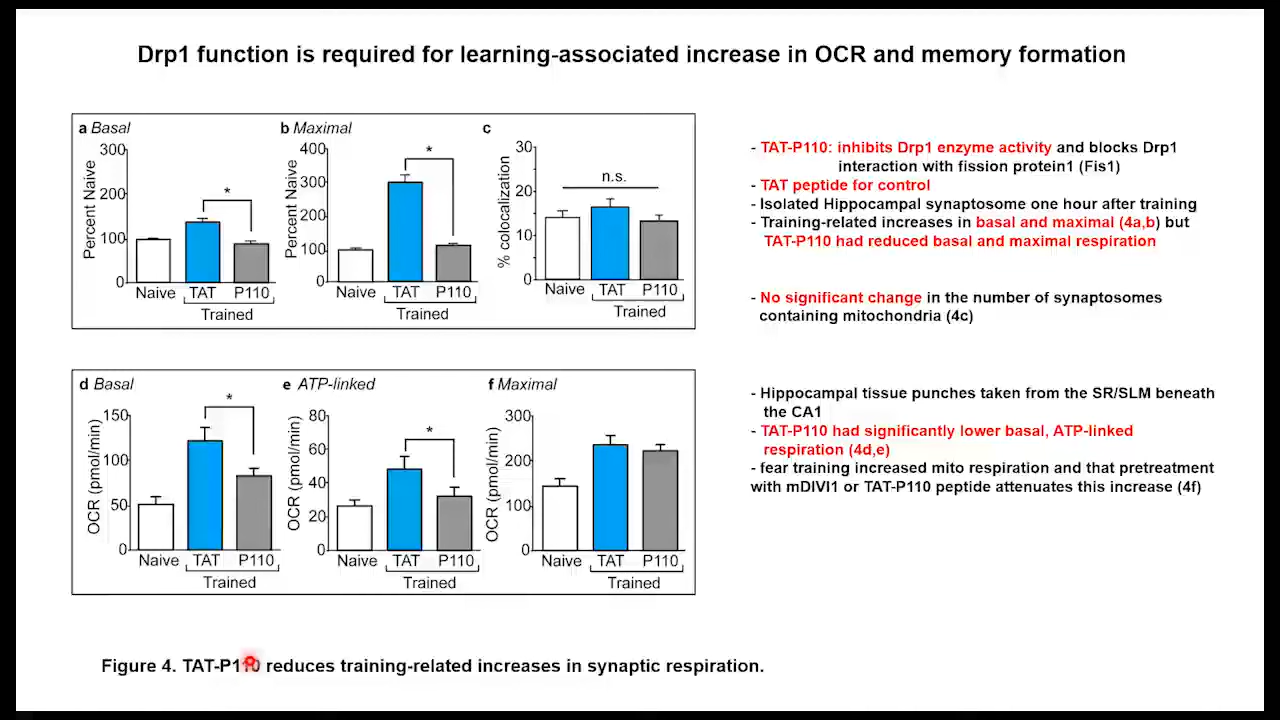 Drp1 function is required for learning-associated increase in OCR and memory formation
a Basal
Percent Naive
300
200
100
0
Naive TAT P110
Trained
*
b Maximal
Percent Naive
400
300
200
100
0
Naive TAT P110
Trained
*
c
% colocalization
30
20
10
0
n.s.
Naive TAT P110
Trained
- TAT-P110: inhibits Drp1 enzyme activity and blocks Drp1
interaction with fission protein1 (Fis1)
- TAT peptide for control
- Isolated Hippocampal synaptosome one hour after training
- Training-related increases in basal and maximal (4a,b) but
TAT-P110 had reduced basal and maximal respiration
- No significant change in the number of synaptosomes
containing mitochondria (4c)
d Basal
OCR (pmol/min)
150
100
50
0
*
Naive TAT P110
Trained
e ATP-linked
OCR (pmol/min)
80
60
40
20
0
*
Naive TAT P110
Trained
f Maximal
OCR (pmol/min)
300
200
100
0
Naive TAT P110
Trained
- Hippocampal tissue punches taken from the SR/SLM beneath
the CA1
- TAT-P110 had significantly lower basal, ATP-linked
respiration (4d,e)
- fear training increased mito respiration and that pretreatment
with mDIVI1 or TAT-P110 peptide attenuates this increase (4f)
Figure 4. TAT-P110 reduces training-related increases in synaptic respiration.